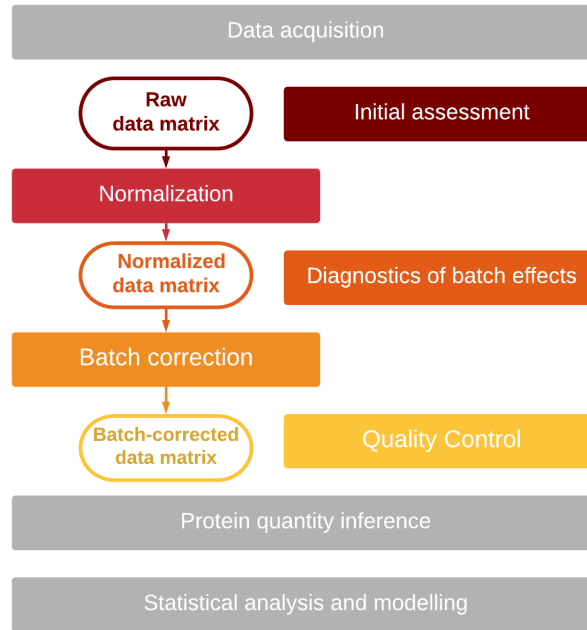 Data acquisition
Raw
data matrix
Initial assessment
Normalization
Normalized
data matrix
Diagnostics of batch effects
Batch correction
Batch-corrected
data matrix
Quality Control
Protein quantity inference
Statistical analysis and modelling